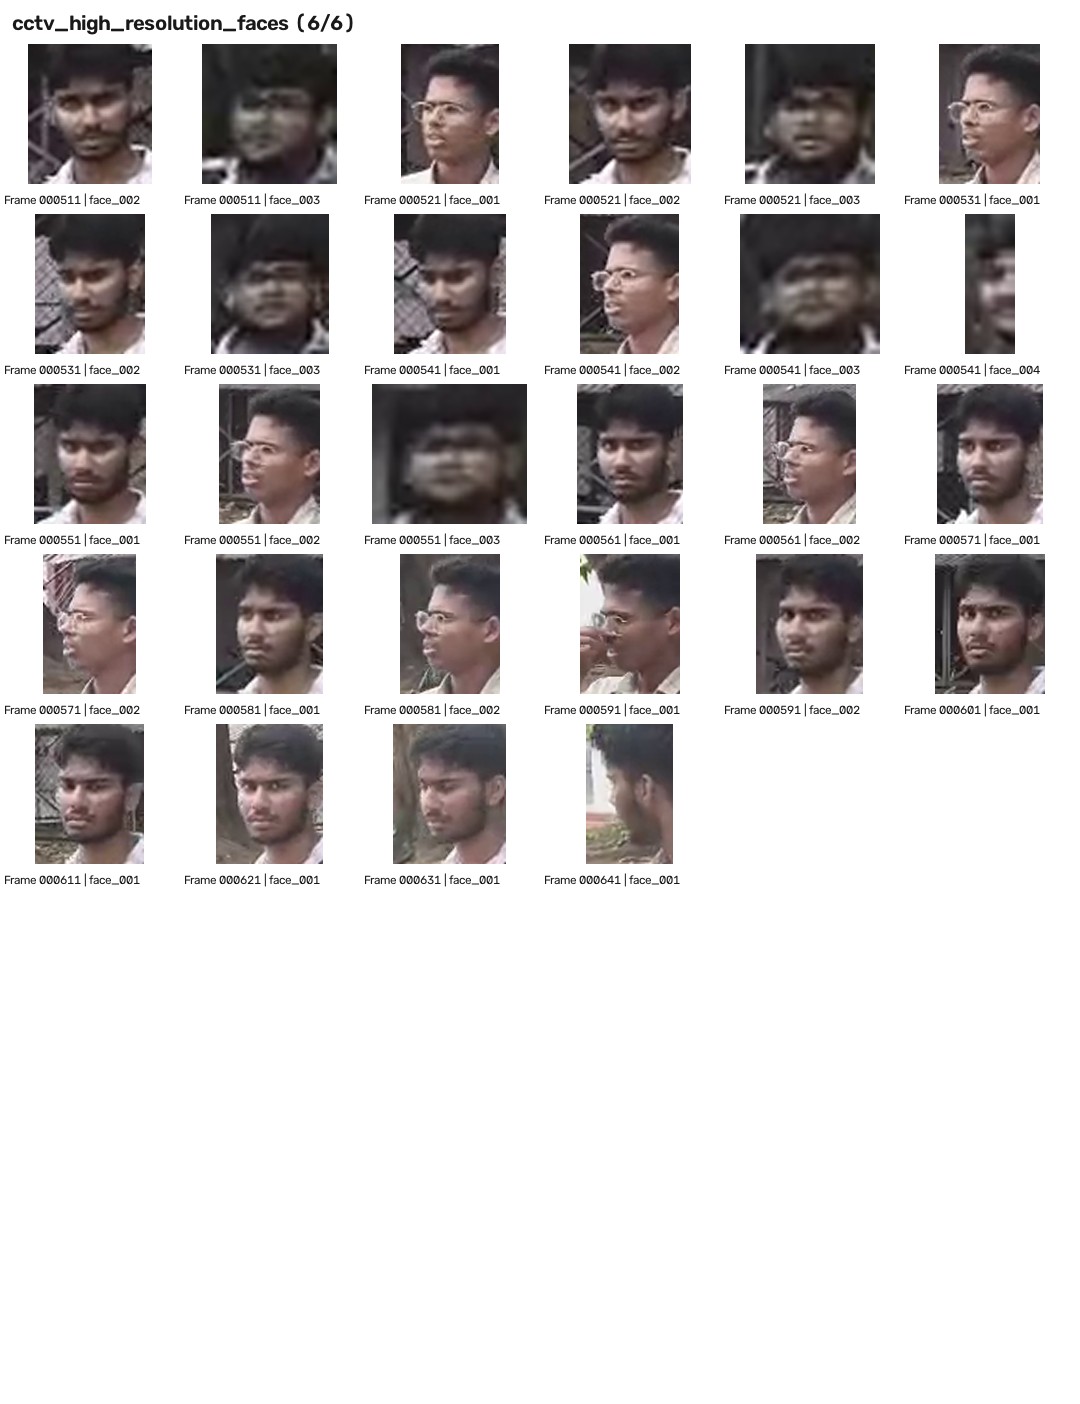 cctv_high_resolution_faces (6/6)
Frame 000511 | face_002 Frame 000511 | face_003 Frame 000521 | face_001 Frame 000521 | face_002 Frame 000521 | face_003 Frame 000531 | face_001
Frame 000531 | face_002 Frame 000531 | face_003 Frame 000541 | face_001 Frame 000541 | face_002 Frame 000541 | face_003 Frame 000541 | face_004
Frame 000551 | face_001 Frame 000551 | face_002 Frame 000551 | face_003 Frame 000561 | face_001 Frame 000561 | face_002 Frame 000571 | face_001
Frame 000571 | face_002 Frame 000581 | face_001 Frame 000581 | face_002 Frame 000591 | face_001 Frame 000591 | face_002 Frame 000601 | face_001
Frame 000611 | face_001 Frame 000621 | face_001 Frame 000631 | face_001 Frame 000641 | face_001